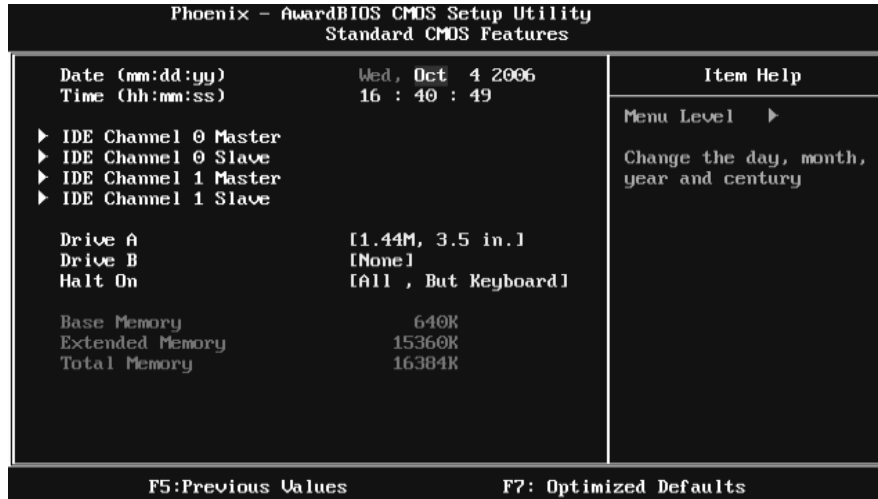 Phoenix - AwardBIOS CMOS Setup Utility
Standard CMOS Features
Date (mm:dd:yy) Wed, Oct 4 2006
Time (hh:mm:ss) 16 : 40 : 49
IDE Channel 0 Master
IDE Channel 0 Slave
IDE Channel 1 Master
IDE Channel 1 Slave
Drive A [1.44M, 3.5 in.]
Drive B [None]
Halt On [All , But Keyboard]
Base Memory 640K
Extended Memory 15360K
Total Memory 16384K
Item Help
Menu Level
Change the day, month,
year and century
F5:Previous Values F7: Optimized Defaults